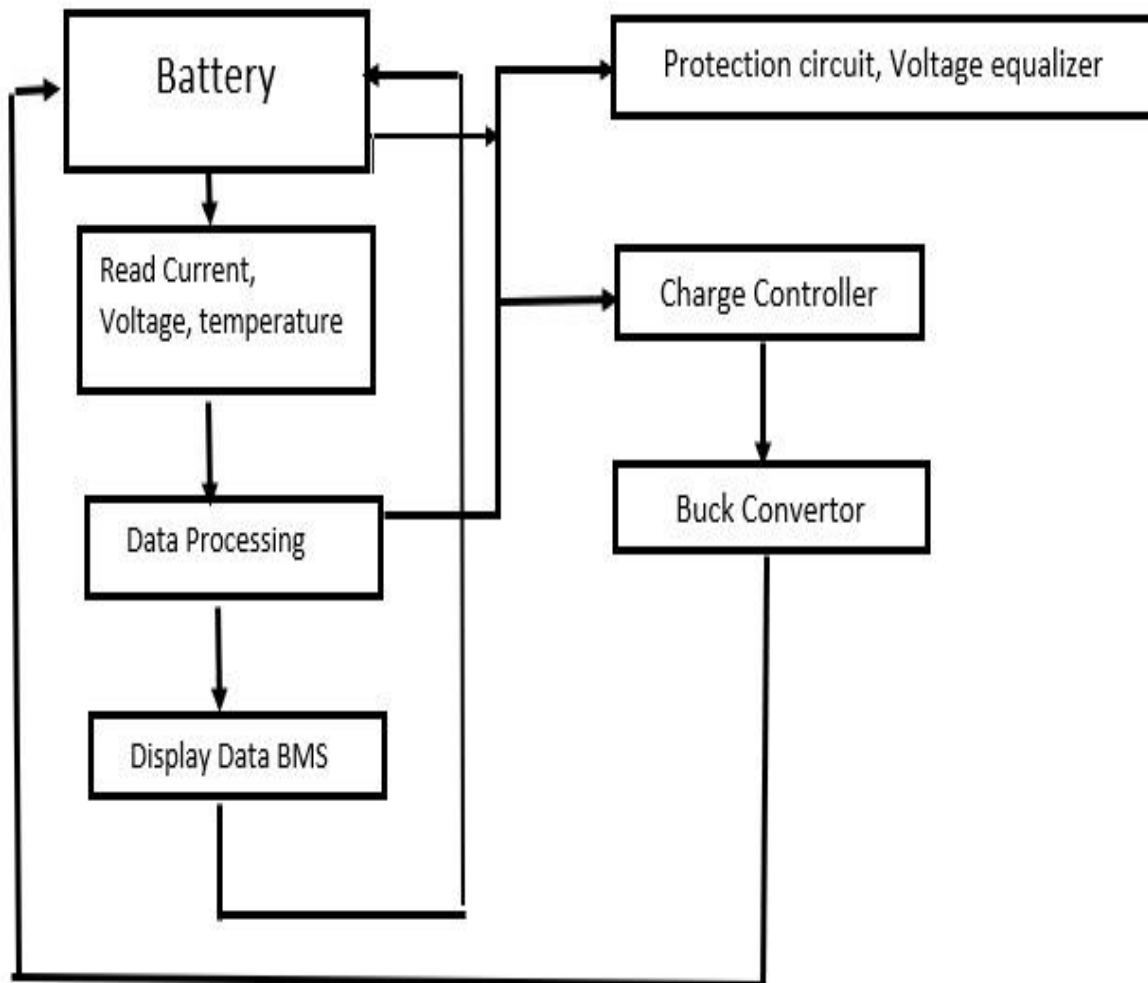 Battery
Protection circuit, Voltage equalizer
Read Current,
Voltage, temperature
Charge Controller
Data Processing
Buck Convertor
Display Data BMS